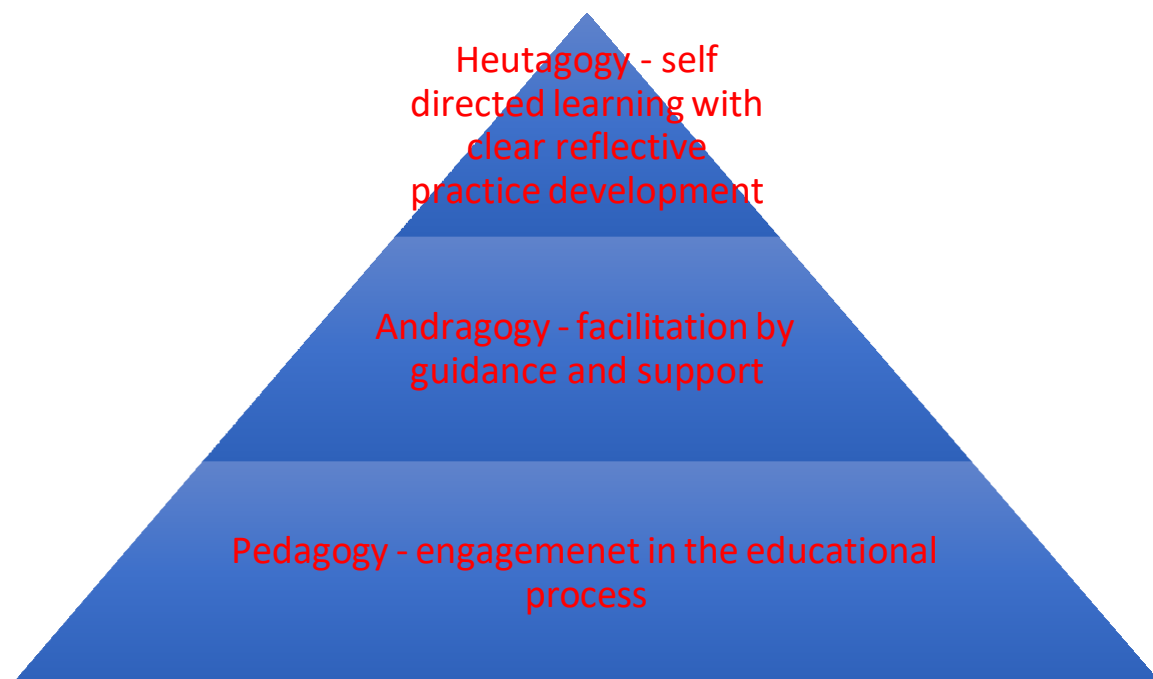 Heutagogy - self
directed learning with
clear reflective
practice development
Andragogy - facilitation by
guidance and support
Pedagogy - engagemenet in the educational
process